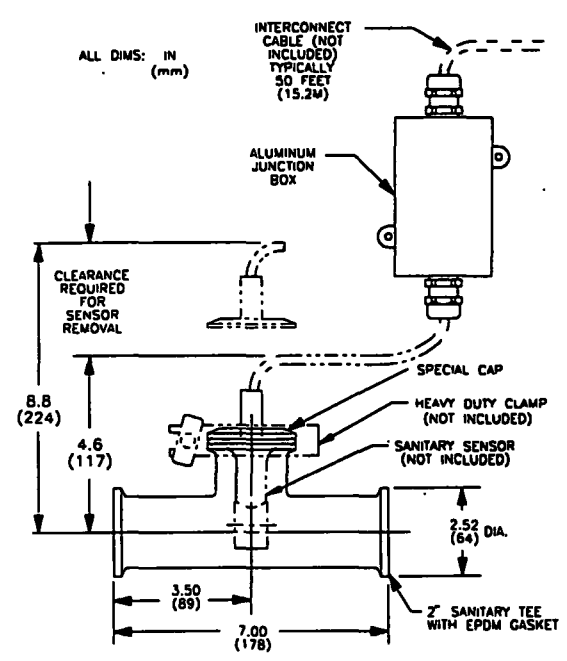 INTERCONNECT
CABLE (NOT
INCLUDED)
TYPICALLY
50 FEET
(15.2M)
ALL DIMS: IN
(mm)
ALUMINUM
JUNCTION
BOX
CLEARANCE
REQUIRED
FOR
SENSOR
REMOVAL
8.8
(224)
4.6
(117)
SPECIAL CAP
HEAVY DUTY CLAMP
(NOT INCLUDED)
SANITARY SENSOR
(NOT INCLUDED)
2.52
(64) DIA.
3.50
(89)
7.00
(178)
2" SANITARY TEE
WITH EPDM GASKET